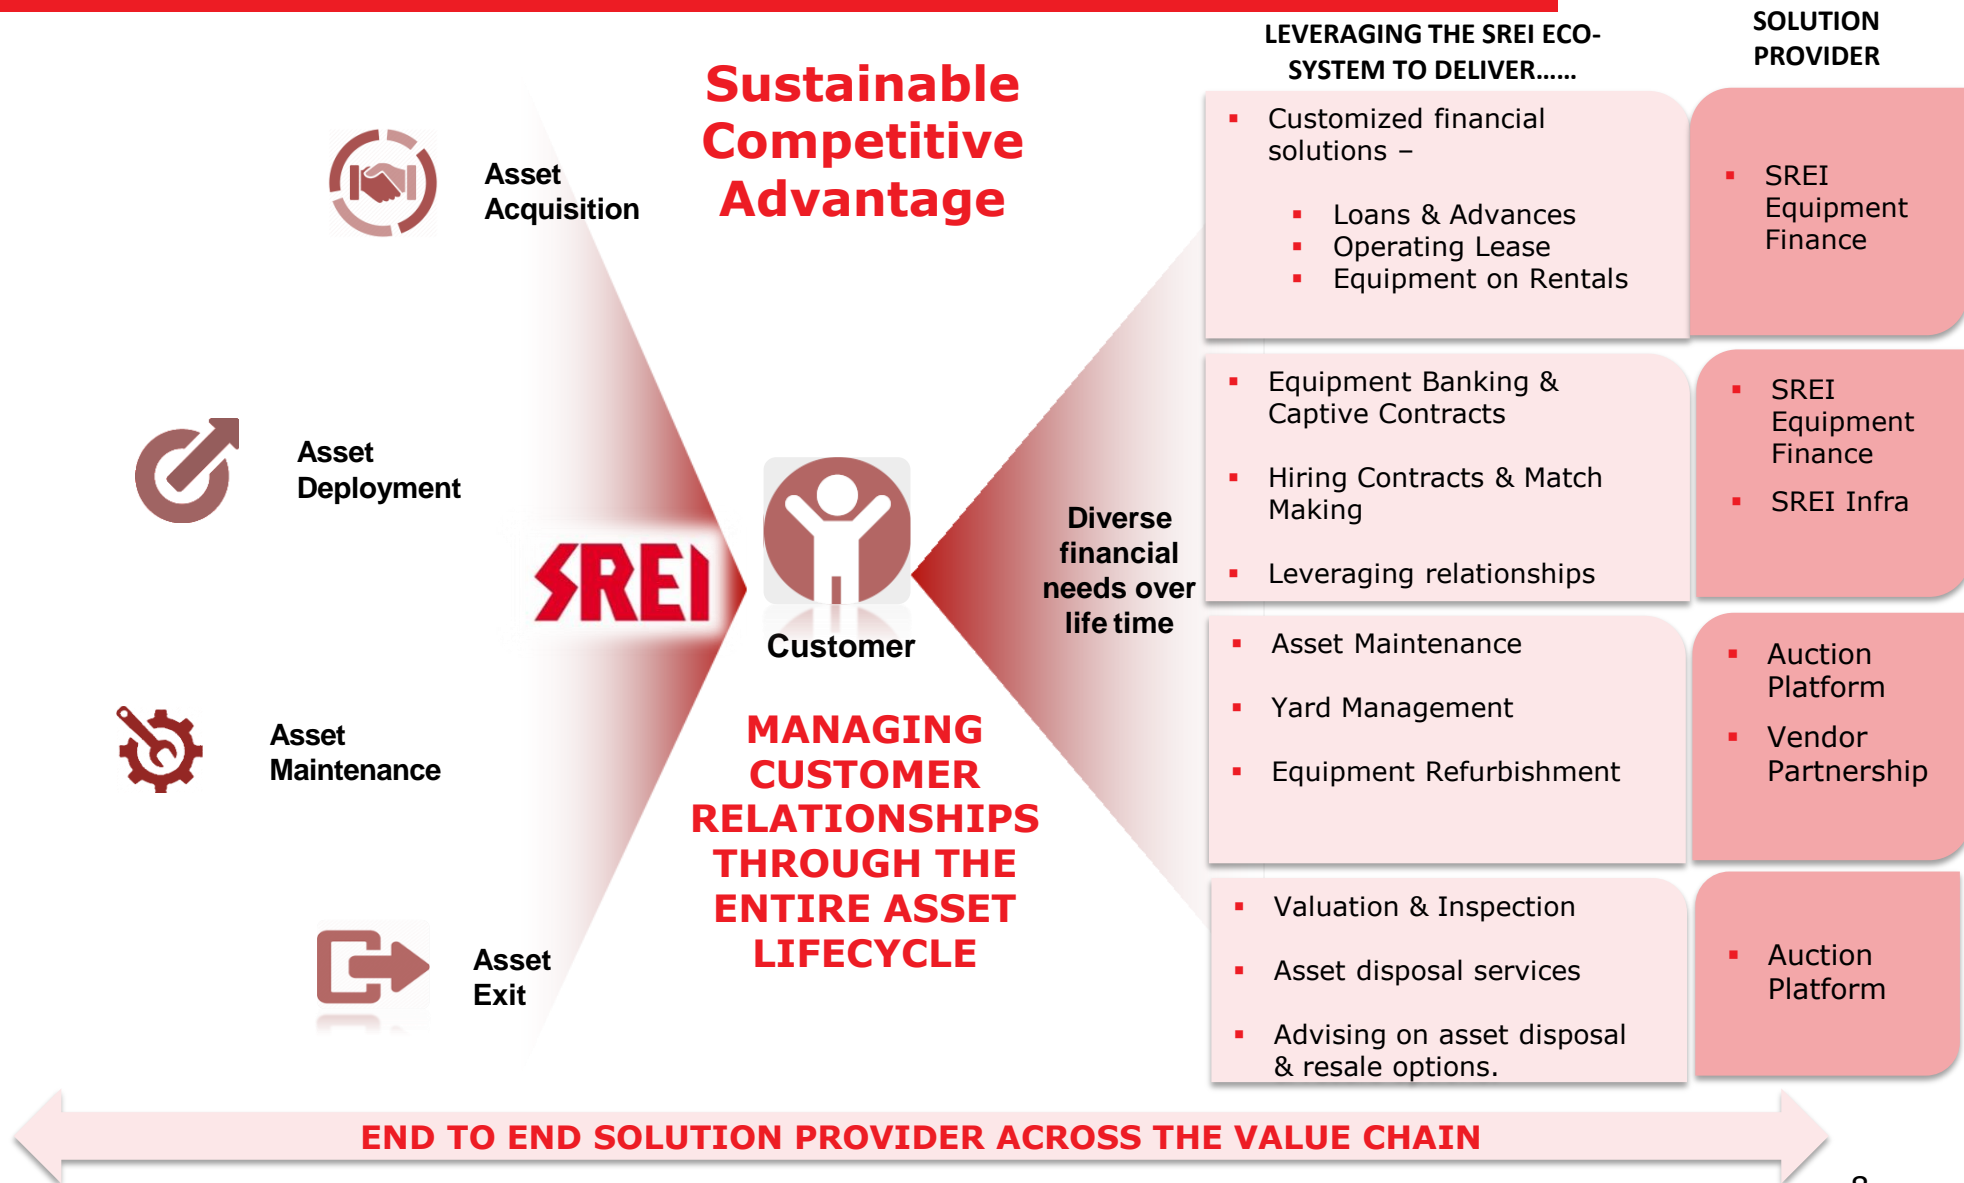 LEVERAGING THE SREI ECO-
SYSTEM TO DELIVER......
SOLUTION
PROVIDER
Sustainable
Competitive
Advantage
Asset
Acquisition
Asset
Deployment
SREI
Asset
Maintenance
Asset
Exit
Customer
MANAGING
CUSTOMER
RELATIONSHIPS
THROUGH THE
ENTIRE ASSET
LIFECYCLE
Diverse
financial
needs over
life time
▪ Customized financial
solutions –
▪ Loans & Advances
▪ Operating Lease
▪ Equipment on Rentals
▪ SREI
Equipment
Finance
▪ Equipment Banking &
Captive Contracts
▪ Hiring Contracts & Match
Making
▪ Leveraging relationships
▪ SREI
Equipment
Finance
▪ SREI Infra
▪ Asset Maintenance
▪ Yard Management
▪ Equipment Refurbishment
▪ Auction
Platform
▪ Vendor
Partnership
▪ Valuation & Inspection
▪ Asset disposal services
▪ Advising on asset disposal
& resale options.
▪ Auction
Platform
END TO END SOLUTION PROVIDER ACROSS THE VALUE CHAIN